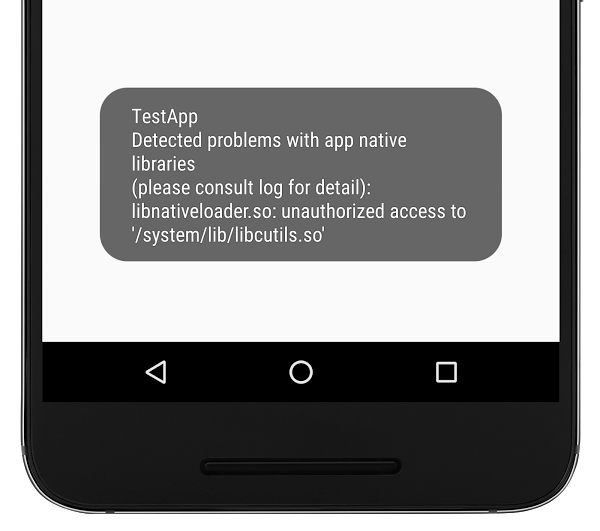 TestApp
Detected problems with app native
libraries
(please consult log for detail):
libnativeloader.so: unauthorized access to
'/system/lib/libcutils.so'